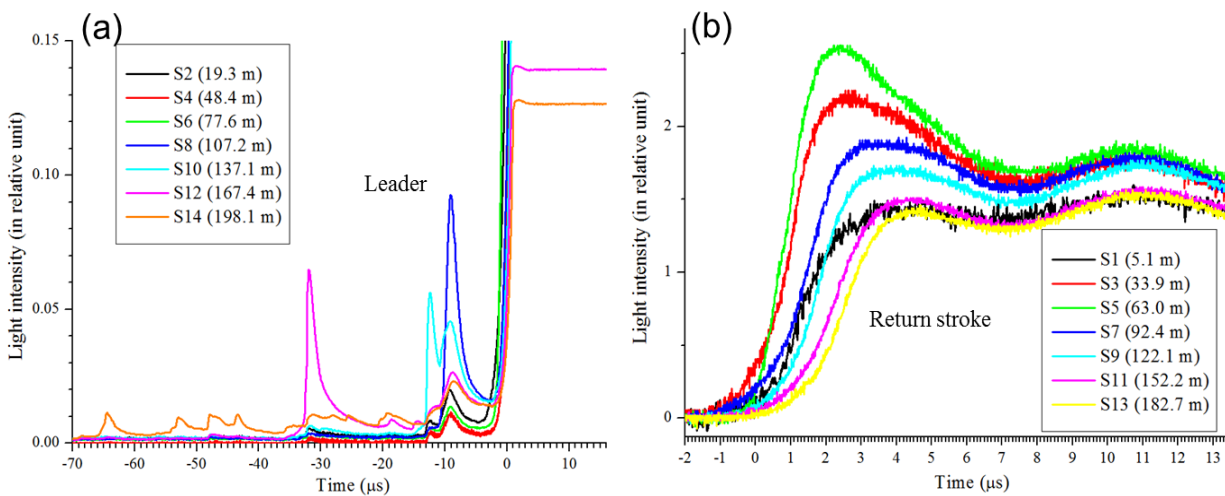 (a)
0.15
0.10
0.05
0.00
Light intensity (in relative unit)
S2 (19.3 m)
S4 (48.4 m)
S6 (77.6 m)
S8 (107.2 m)
S10 (137.1 m)
S12 (167.4 m)
S14 (198.1 m)
Leader
-70 -60 -50 -40 -30 -20 -10 0 10
Time (μs)
(b)
2
1
0
Light intensity (in relative unit)
Return stroke
S1 (5.1 m)
S3 (33.9 m)
S5 (63.0 m)
S7 (92.4 m)
S9 (122.1 m)
S11 (152.2 m)
S13 (182.7 m)
-2 -1 0 1 2 3 4 5 6 7 8 9 10 11 12 13
Time (μs)